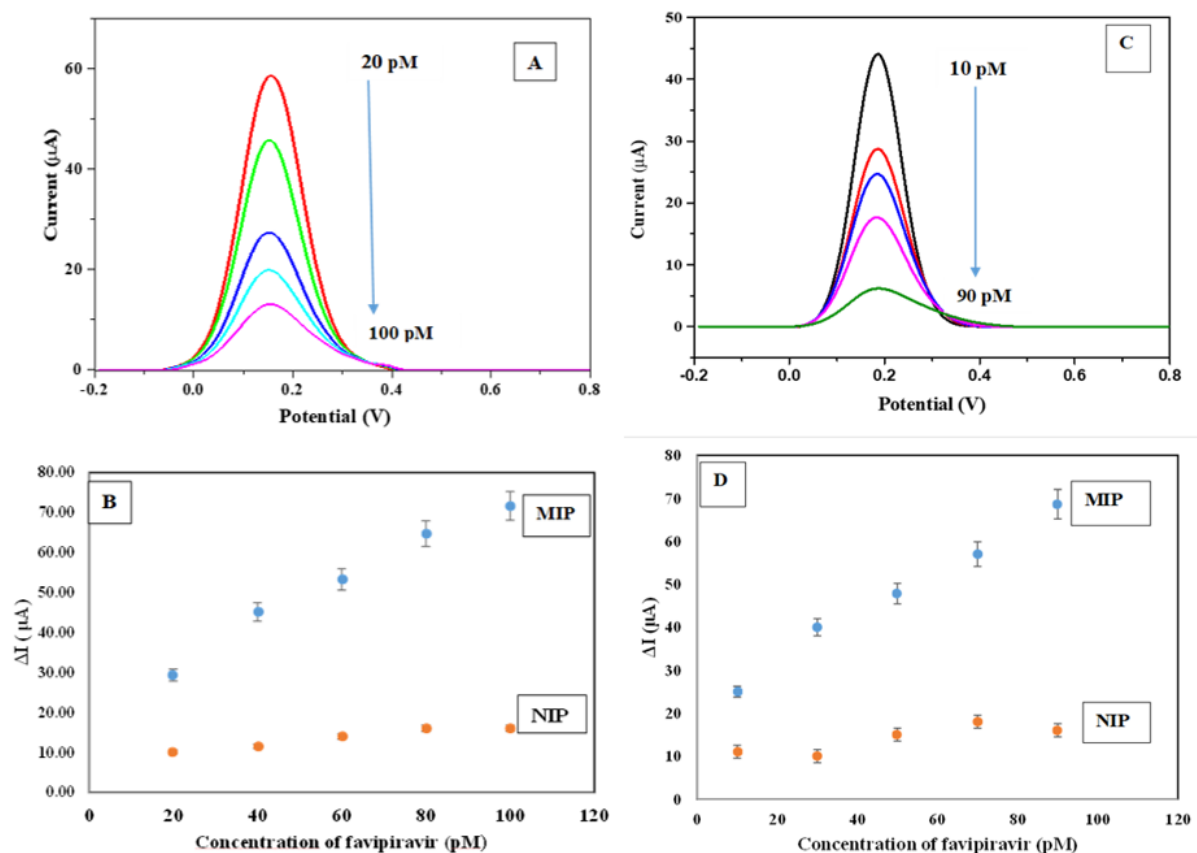 A
20 pM
100 pM
60
40
20
0
-0.2
0.0
0.2
0.4
0.6
0.8
Current (µA)
Potential (V)
C
10 pM
90 pM
50
40
30
20
10
0
-5
-0.2
0.0
0.2
0.4
0.6
0.8
Current (µA)
Potential (V)
B
MIP
NIP
80.00
70.00
60.00
50.00
40.00
30.00
20.00
10.00
0.00
0
20
40
60
80
100
120
ΔI ( µA)
Concentration of favipiravir (pM)
D
MIP
NIP
80
70
60
50
40
30
20
10
0
0
20
40
60
80
100
120
ΔI (µA)
Concentration of favipiravir (pM)